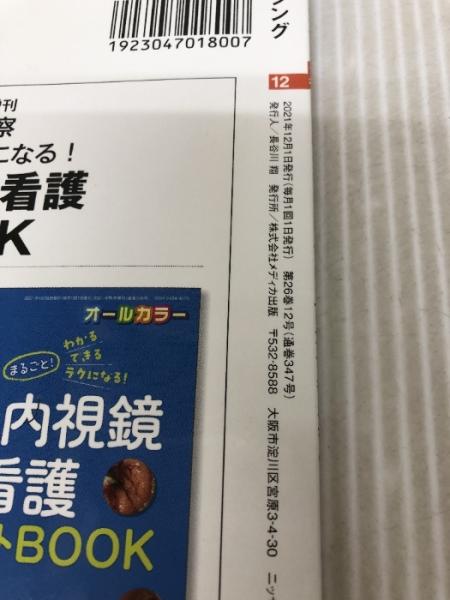 1923047018007
ング
12
2021年12月1日発行(毎月1回1日発行) 第26巻12号(通巻347号)
発行人/長谷川 翔 発行所/株式会社メディカ出版 〒532-8588 大阪市淀川区宮原3-4-30 ニッ
刊
察
になる!
看護
K
オールカラー
まるごと!
わかる
できる
ラクになる!
内視鏡
看護
トBOOK